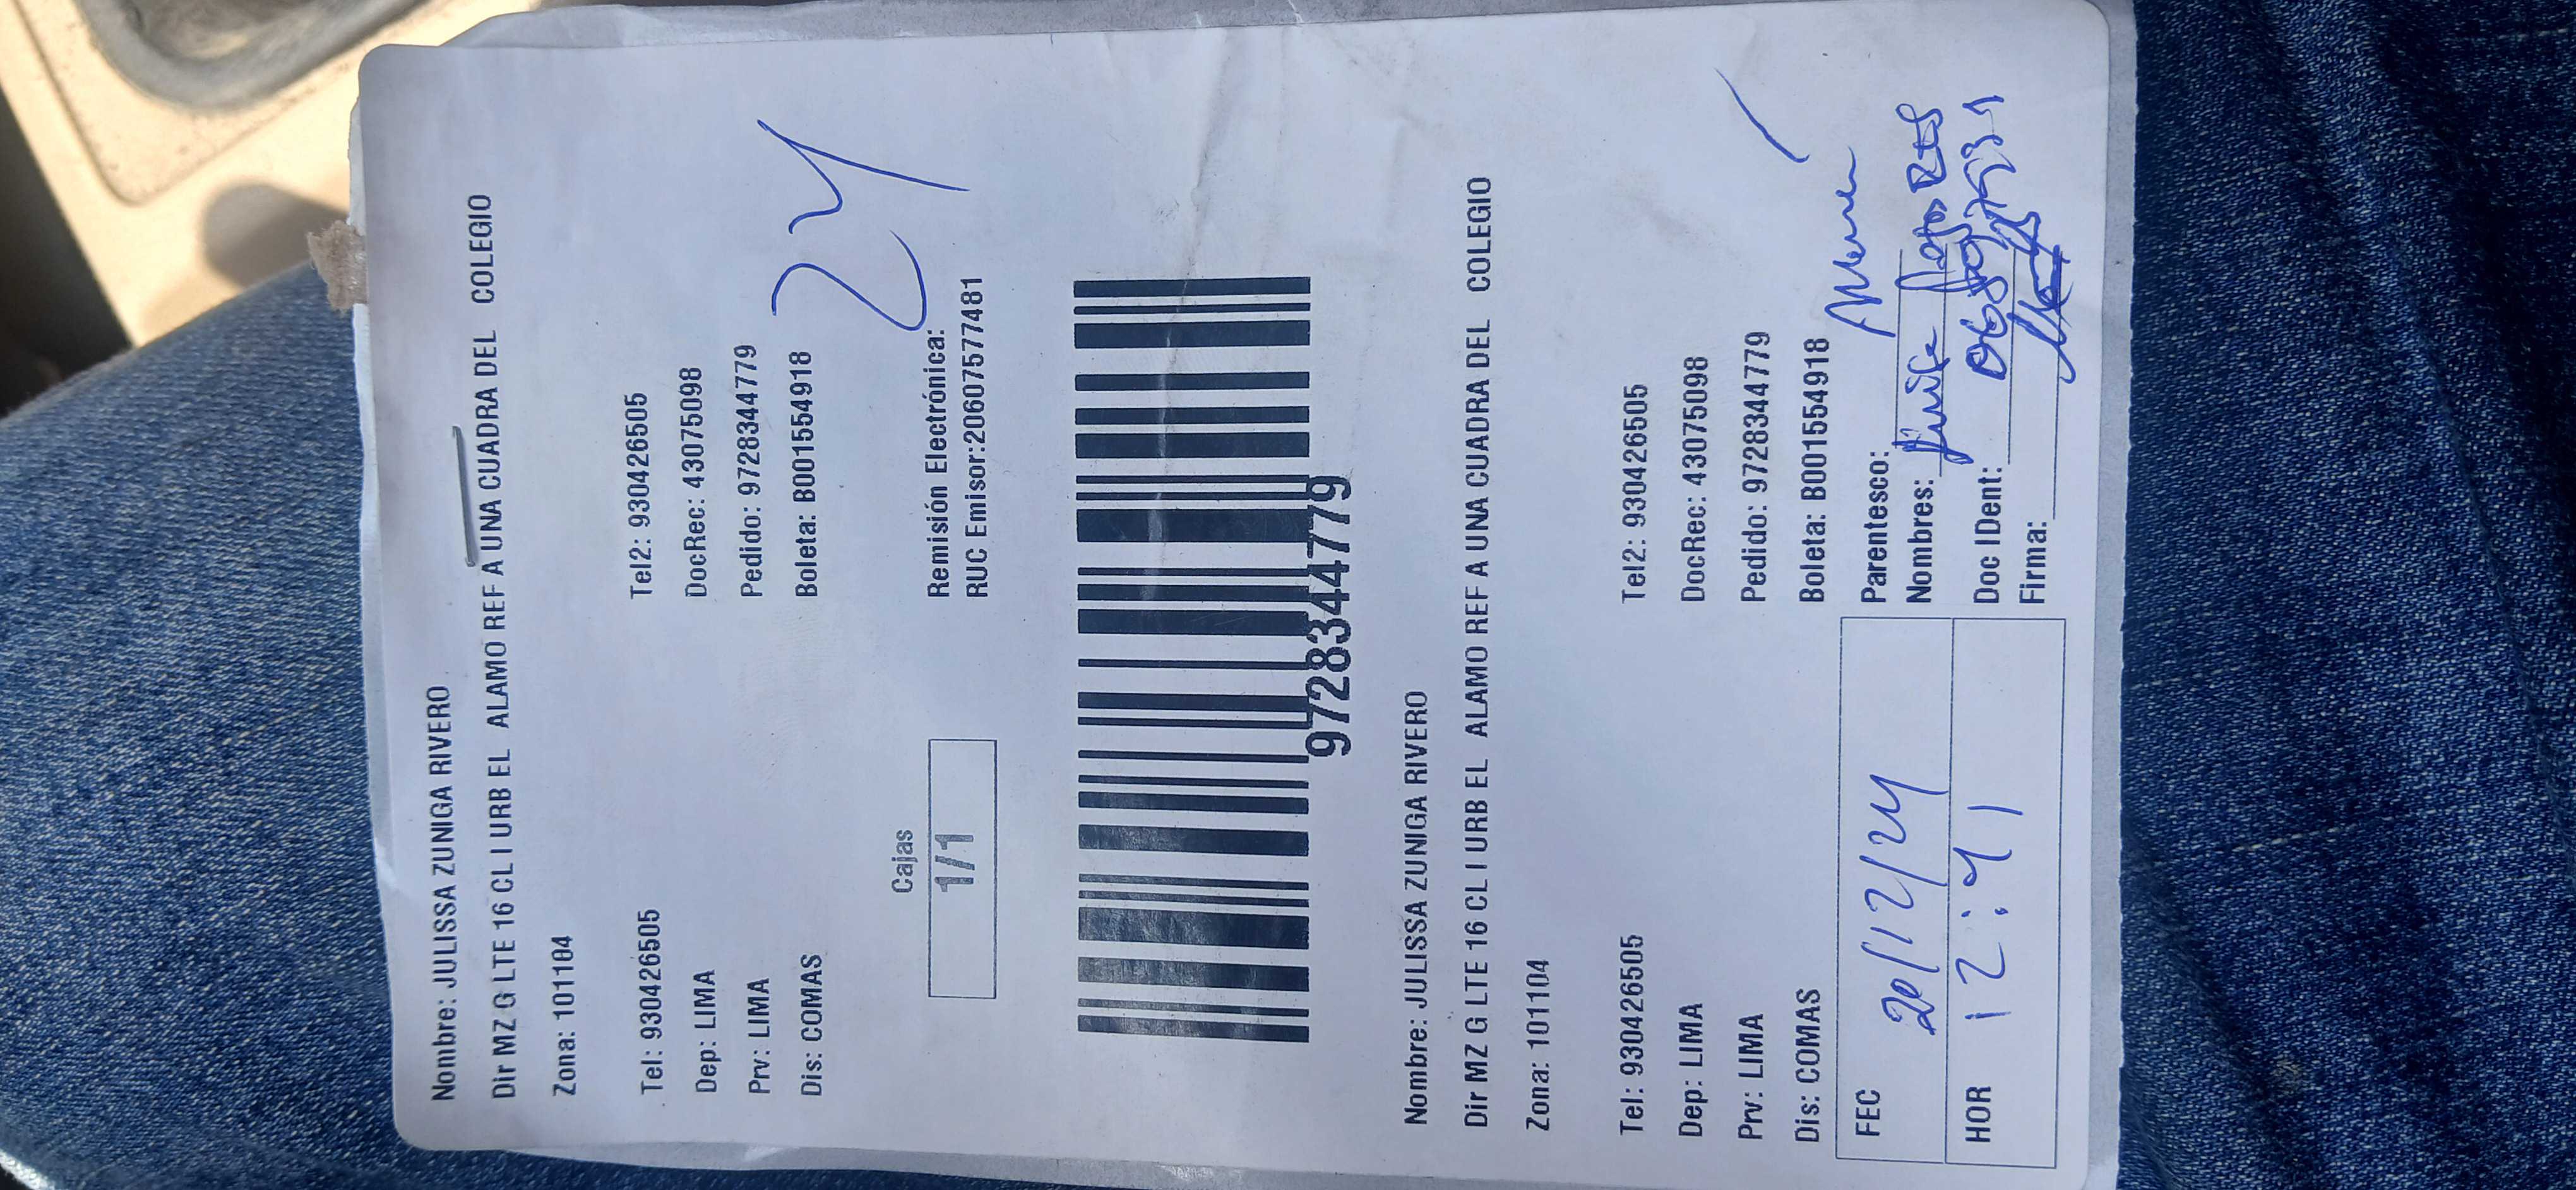 Nombre: JULISSA ZUNIGA RIVERO
Dir MZ G LTE 16 CL I URB EL ALAMO REF A UNA CUADRA DEL COLEGIO
Zona: 101104
Tel: 930426505 Tel2: 930426505
Dep: LIMA DocRec: 43075098
Prv: LIMA Pedido: 9728344779
Dis: COMAS Boleta: B001554918
24
Cajas
1/1
Remisión Electrónica:
RUC Emisor:20607577481
9728344779
Nombre: JULISSA ZUNIGA RIVERO
Dir MZ G LTE 16 CL I URB EL ALAMO REF A UNA CUADRA DEL COLEGIO
Zona: 101104
Tel: 930426505 Tel2: 930426505
Dep: LIMA DocRec: 43075098
Prv: LIMA Pedido: 9728344779
Dis: COMAS Boleta: B001554918
FEC
HOR 12:41
Parentesco:
Nombres:
Doc IDent:
Firma: